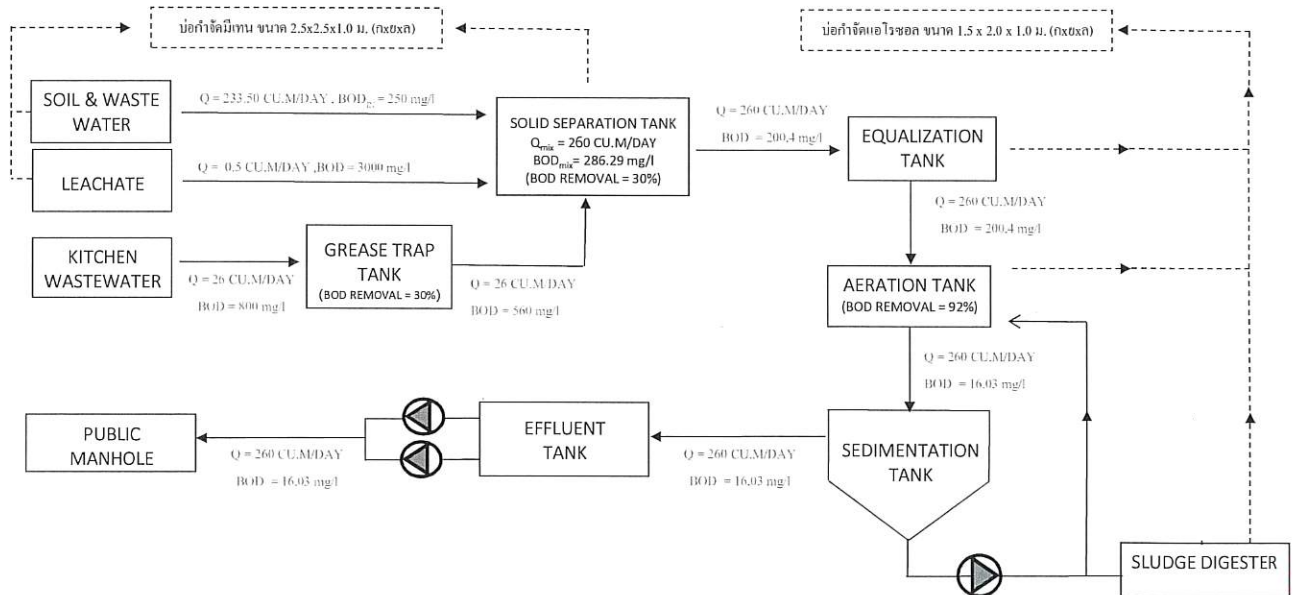 บ่อกำจัดมีเทน ขนาด 2.5x2.5x1.0 ม. (กxยxล)
บ่อกำจัดแอโรซอล ขนาด 1.5 x 2.0 x 1.0 ม. (กxยxล)
SOIL & WASTE
WATER
Q = 233.50 CU.M/DAY , BOD = 250 mg/l
LEACHATE
Q = 0.5 CU.M/DAY ,BOD = 3000 mg/l
SOLID SEPARATION TANK
Qmix = 260 CU.M/DAY
BODmix= 286.29 mg/l
(BOD REMOVAL = 30%)
Q = 260 CU.M/DAY
BOD = 200.4 mg/l
EQUALIZATION
TANK
Q = 260 CU.M/DAY
BOD = 200.4 mg/l
KITCHEN
WASTEWATER
Q = 26 CU.M/DAY
BOD = 800 mg/l
GREASE TRAP
TANK
(BOD REMOVAL = 30%)
Q = 26 CU.M/DAY
BOD = 560 mg/l
AERATION TANK
(BOD REMOVAL = 92%)
Q = 260 CU.M/DAY
BOD = 16.03 mg/l
PUBLIC
MANHOLE
Q = 260 CU.M/DAY
BOD = 16.03 mg/l
EFFLUENT
TANK
Q = 260 CU.M/DAY
BOD = 16.03 mg/l
SEDIMENTATION
TANK
SLUDGE DIGESTER